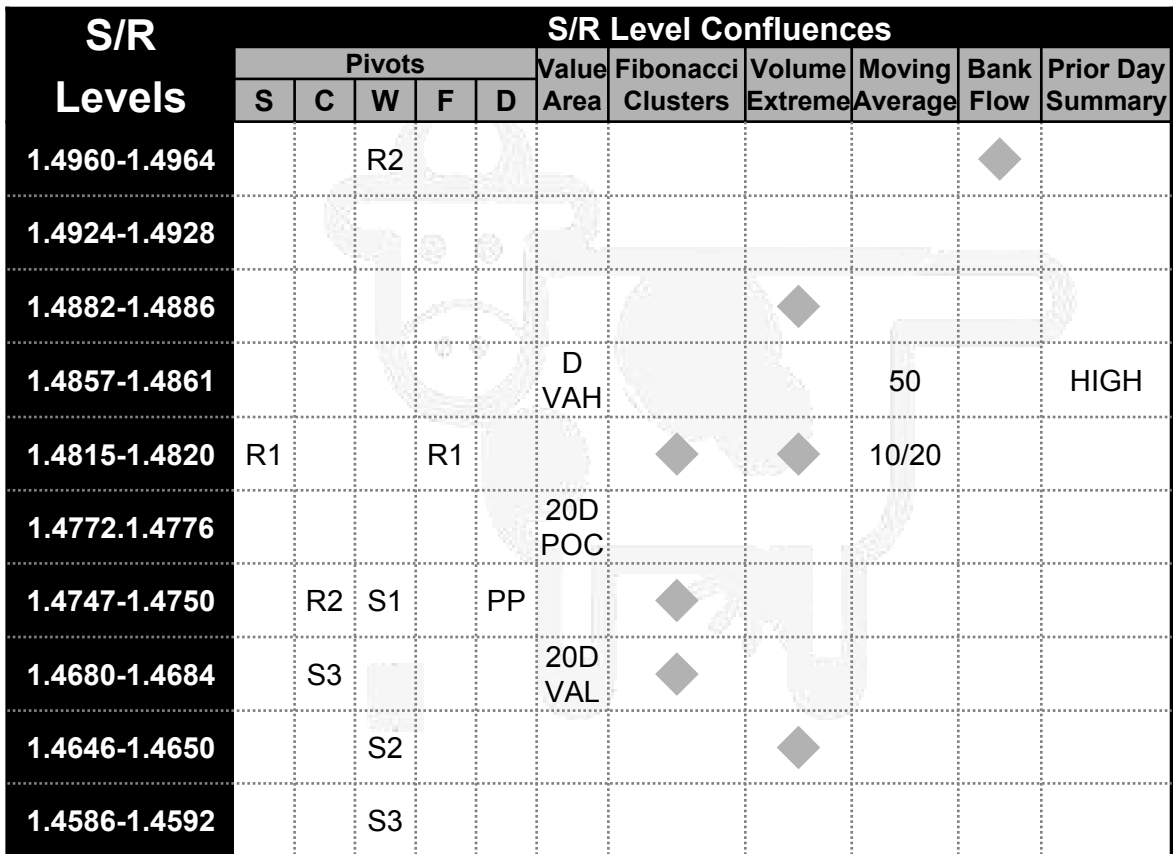 S/R Levels S/R Level Confluences
Pivots Value Area Fibonacci Clusters Volume Extreme Moving Average Bank Flow Prior Day Summary
S C W F D
1.4960-1.4964 R2
1.4924-1.4928
1.4882-1.4886
1.4857-1.4861 D VAH 50 HIGH
1.4815-1.4820 R1 R1 10/20
1.4772.1.4776 20D POC
1.4747-1.4750 R2 S1 PP
1.4680-1.4684 S3 20D VAL
1.4646-1.4650 S2
1.4586-1.4592 S3